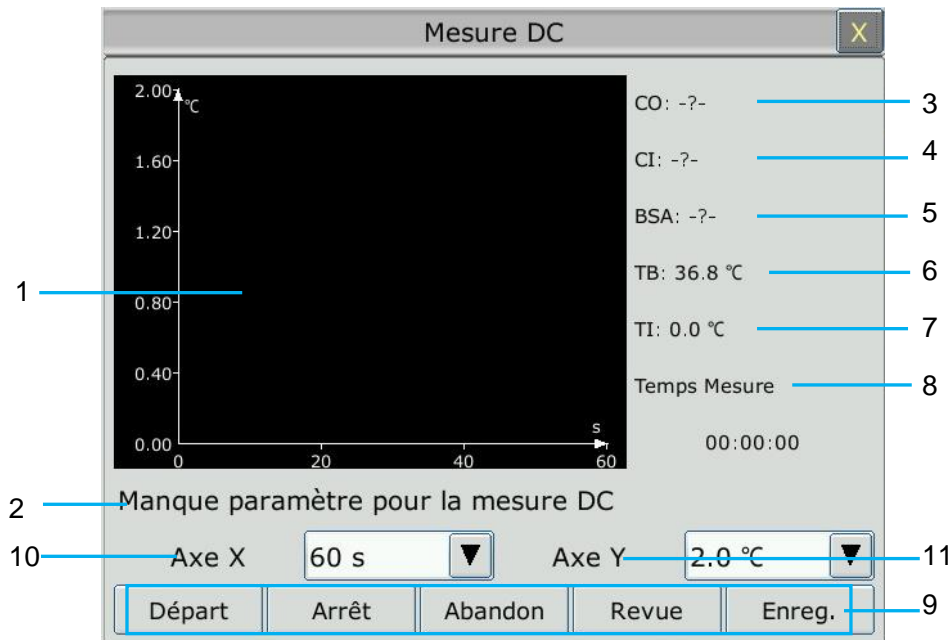 Mesure DC X
2.00 °C
1.60
1.20
0.80
0.40
0.00
0 20 40 60
s
CO: -?- 3
CI: -?- 4
BSA: -?- 5
TB: 36.8 °C 6
TI: 0.0 °C 7
Temps Mesure 8
00:00:00
1
2 Manque paramètre pour la mesure DC
10 Axe X 60 s Axe Y 2.0 °C 11
Départ Arrêt Abandon Revue Enreg. 9